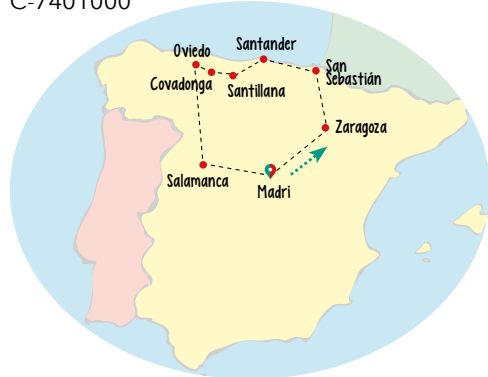 C-7401000
Oviedo
Santander
San
Sebastián
Covadonga
Santillana
Zaragoza
Salamanca
Madri